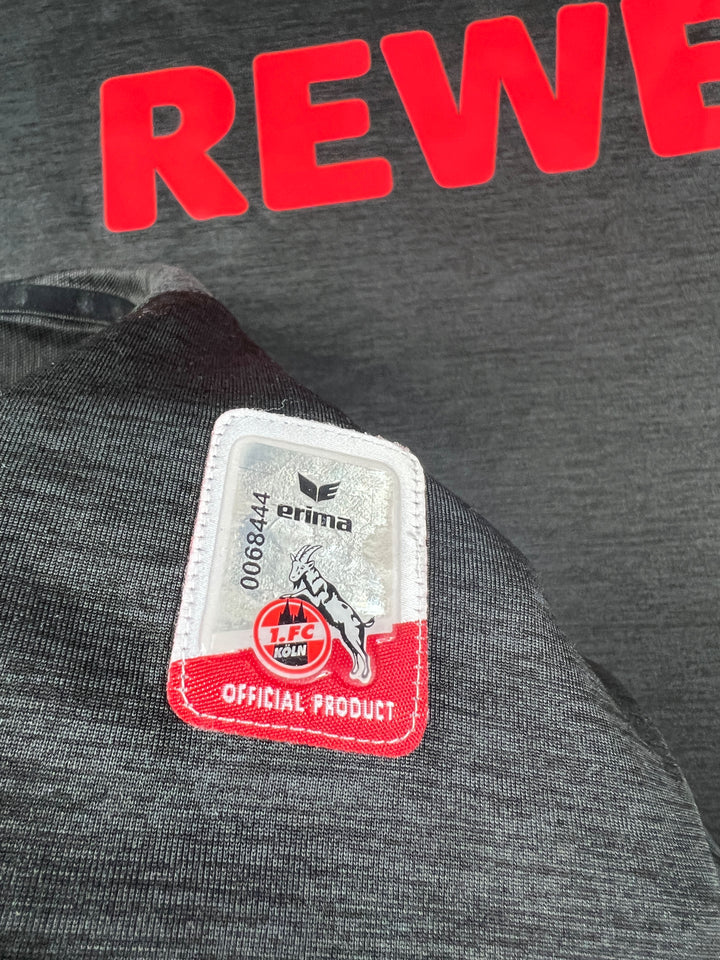 REWE
erima
0068444
1.FC
KÖLN
OFFICIAL PRODUCT